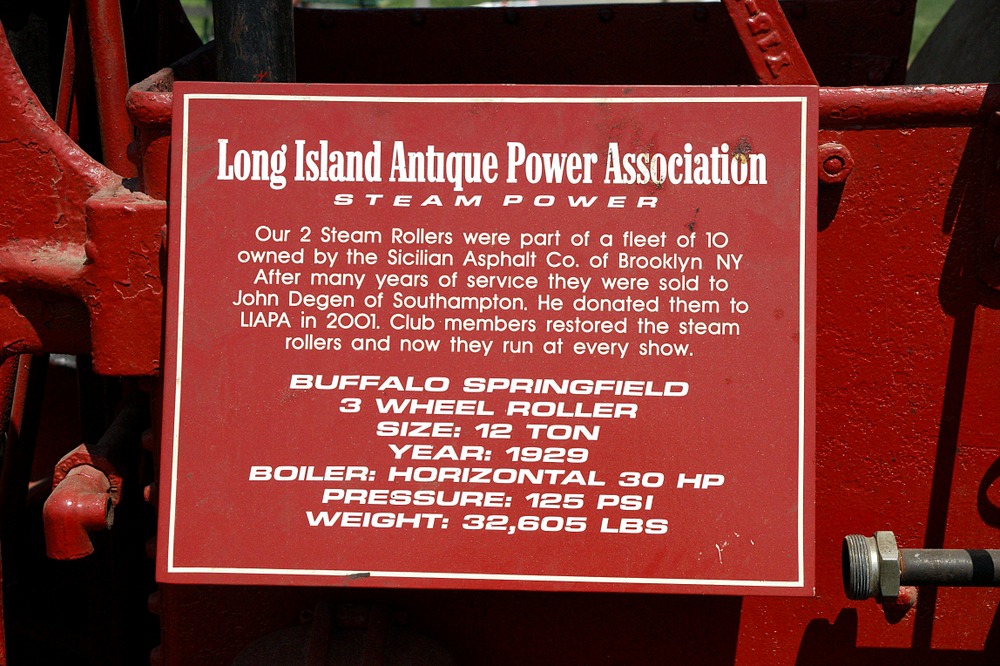 Long Island Antique Power Association
STEAM POWER
Our 2 Steam Rollers were part of a fleet of 10
owned by the Sicilian Asphalt Co. of Brooklyn NY
After many years of service they were sold to
John Degen of Southampton. He donated them to
LIAPA in 2001. Club members restored the steam
rollers and now they run at every show.
BUFFALO SPRINGFIELD
3 WHEEL ROLLER
SIZE: 12 TON
YEAR: 1929
BOILER: HORIZONTAL 30 HP
PRESSURE: 125 PSI
WEIGHT: 32,605 LBS